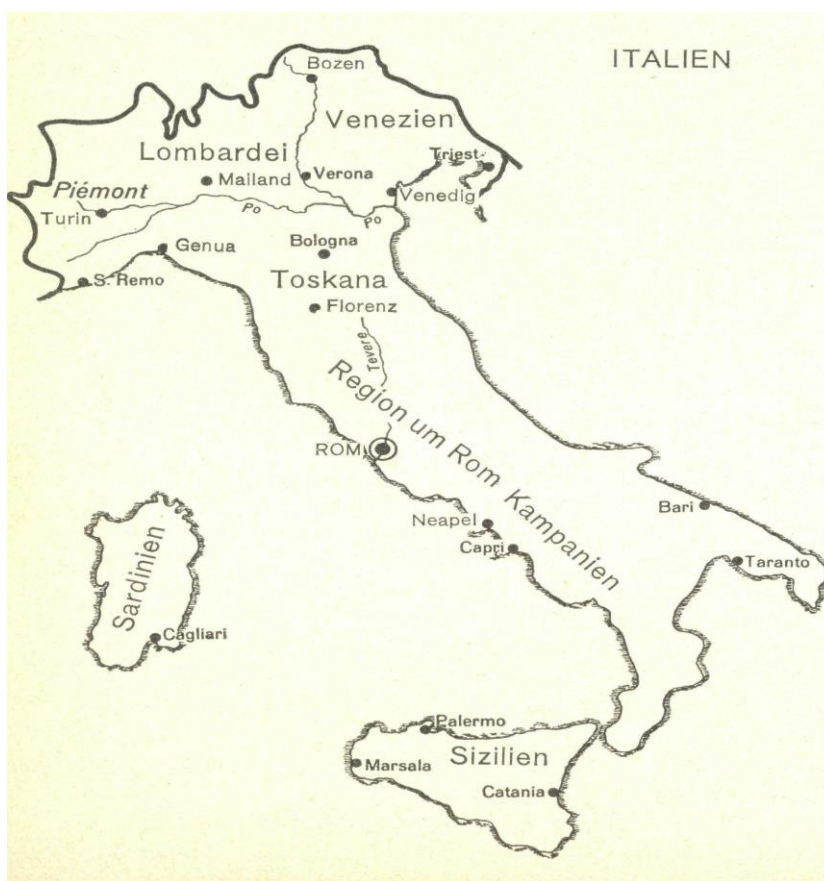 ITALIEN
Bozen
Venezien
Lombardei
Triest
Mailand
Verona
Piémont
Venedig
Turin
Po
Po
Genua
Bologna
S. Remo
Toskana
Florenz
Tevere
Region um Rom
ROM
Kampanien
Bari
Neapel
Capri
Taranto
Sardinien
Cagliari
Palermo
Sizilien
Marsala
Catania